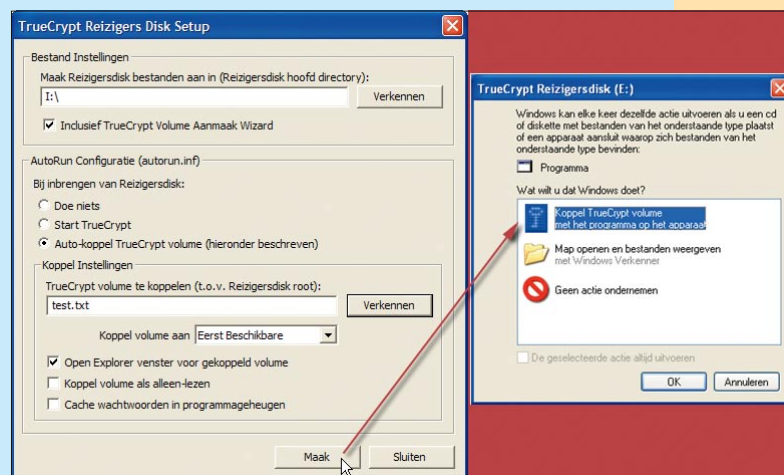 TrueCrypt Reizigers Disk Setup
Bestand Instellingen
Maak Reizigersdisk bestanden aan in (Reizigersdisk hoofd directory):
I:\
Verkennen
Inclusief TrueCrypt Volume Aanmaak Wizard
AutoRun Configuratie (autorun.inf)
Bij inbrengen van Reizigersdisk:
Doe niets
Start TrueCrypt
Auto-koppel TrueCrypt volume (hieronder beschreven)
Koppel Instellingen
TrueCrypt volume te koppelen (t.o.v. Reizigersdisk root):
test.txt
Verkennen
Koppel volume aan
Eerst Beschikbare
Open Explorer venster voor gekoppeld volume
Koppel volume als alleen-lezen
Cache wachtwoorden in programmageheugen
Maak
Sluiten
TrueCrypt Reizigersdisk (E:)
Windows kan elke keer dezelfde actie uitvoeren als u een cd
of diskette met bestanden van het onderstaande type plaatst
of een apparaat aansluit waarop zich bestanden van het
onderstaande type bevinden:
Programma
Wat wilt u dat Windows doet?
Koppel TrueCrypt volume
met het programma op het apparaat
Map openen en bestanden weergeven
met Windows Verkenner
Geen actie ondernemen
De geselecteerde actie altijd uitvoeren
OK
Annuleren